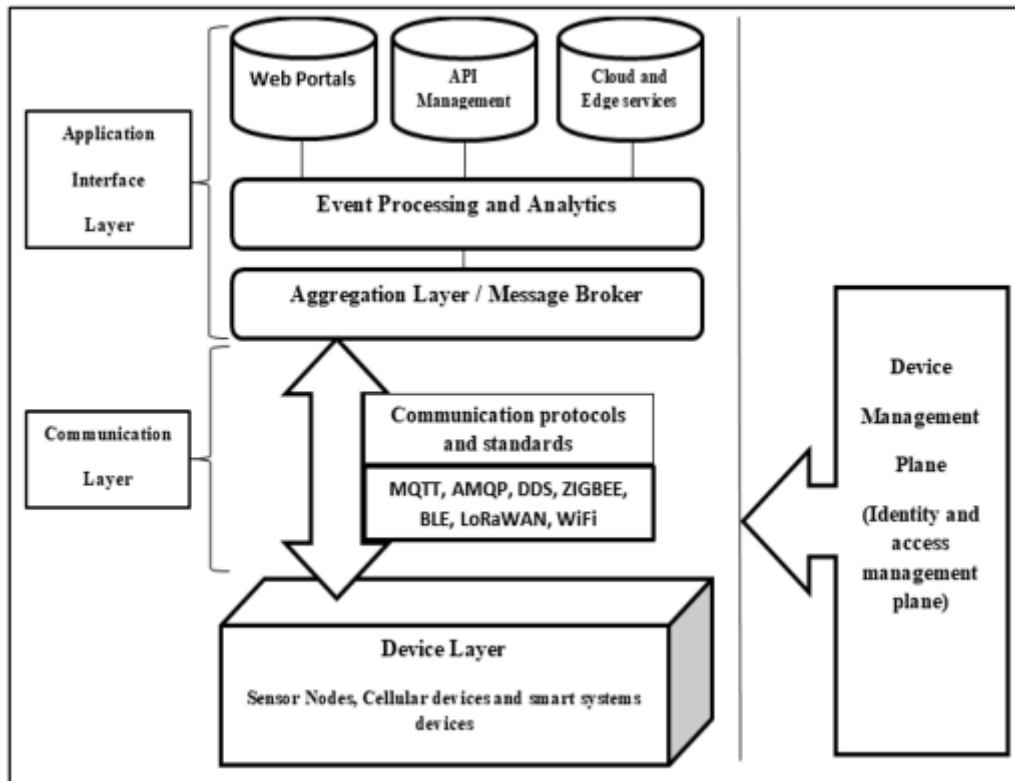 Web Portals
API
Management
Cloud and
Edge services
Application
Interface
Layer
Event Processing and Analytics
Aggregation Layer / Message Broker
Communication
Layer
Communication protocols
and standards
MQTT, AMQP, DDS, ZIGBEE,
BLE, LoRaWAN, WiFi
Device Layer
Sensor Nodes, Cellular devices and smart systems
devices
Device
Management
Plane
(Identity and
access
management
plane)